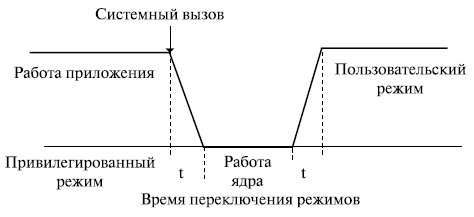 Системный вызов
Работа приложения
Пользовательский
режим
Привилегированный
режим
t
Работа
ядра
t
Время переключения режимов